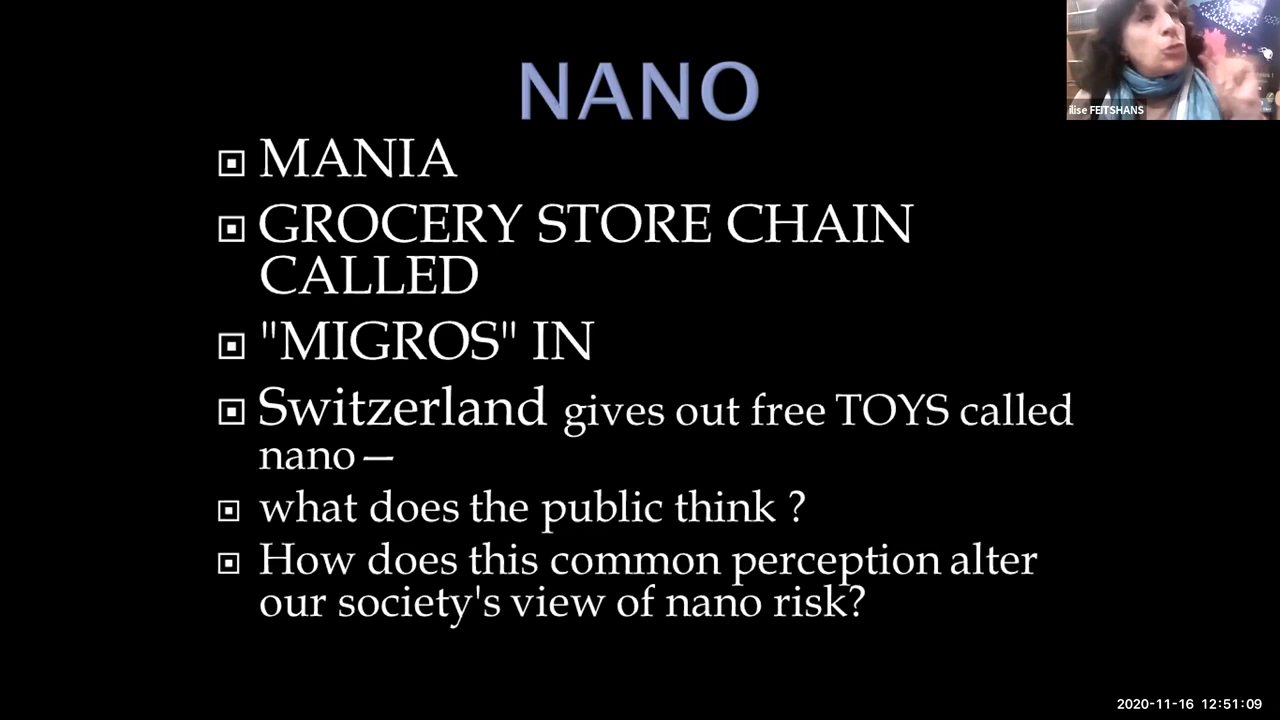 NANO
MANIA
GROCERY STORE CHAIN
CALLED
"MIGROS" IN
Switzerland gives out free TOYS called
nano—
what does the public think ?
How does this common perception alter
our society's view of nano risk?
ilise FEITSHANS
2020-11-16 12:51:09